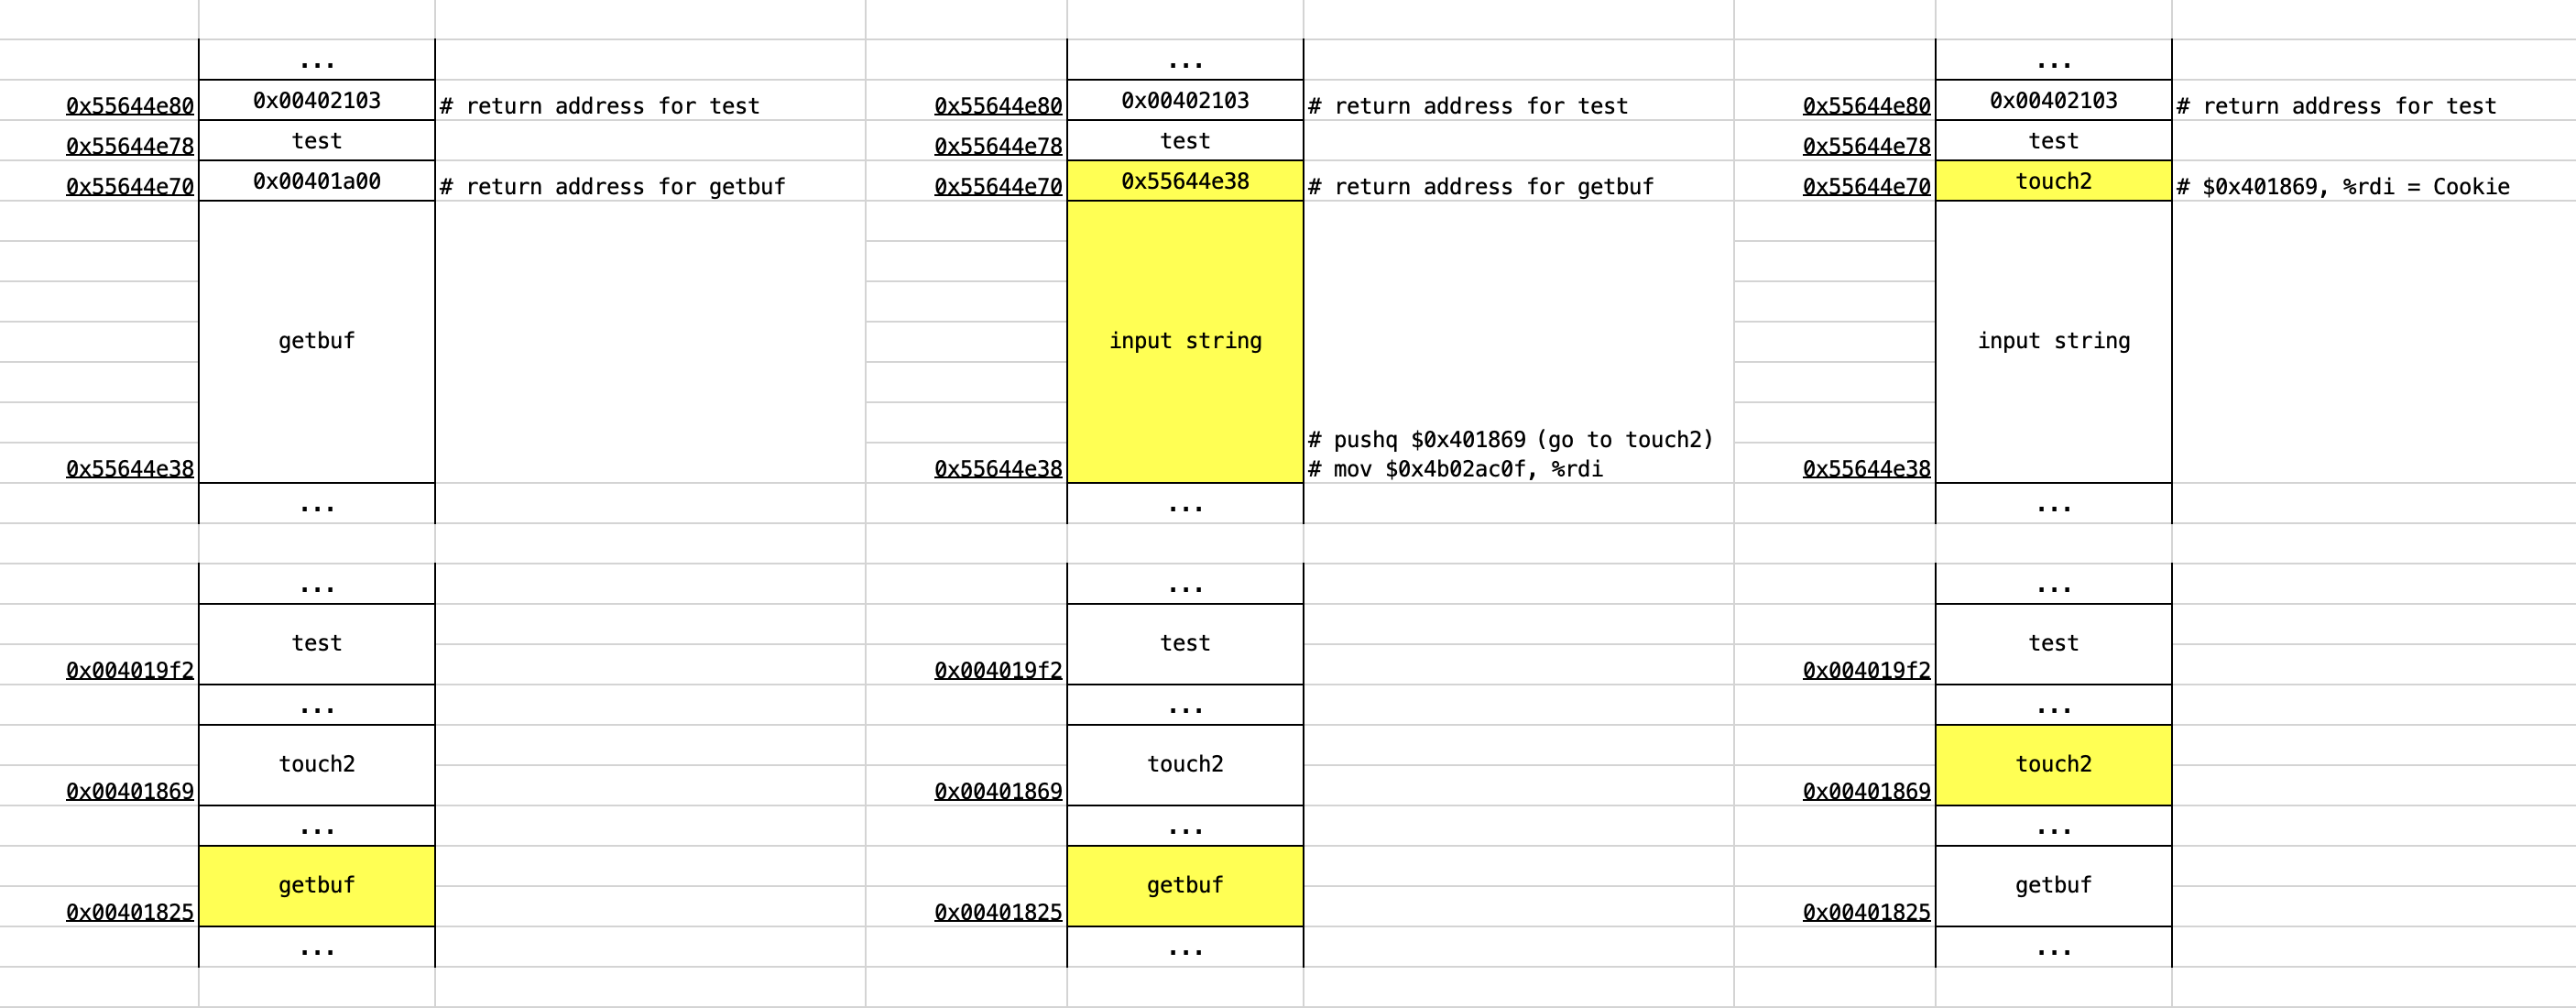 ... ... ...
0x55644e80 0x00402103 # return address for test 0x55644e80 0x00402103 # return address for test 0x55644e80 0x00402103 # return address for test
0x55644e78 test 0x55644e78 test 0x55644e78 test
0x55644e70 0x00401a00 # return address for getbuf 0x55644e70 0x55644e38 # return address for getbuf 0x55644e70 touch2 # $0x401869, %rdi = Cookie
getbuf input string input string
# pushq $0x401869 (go to touch2)
0x55644e38 0x55644e38 # mov $0x4b02ac0f, %rdi 0x55644e38
... ... ...
... ... ...
test test test
0x004019f2 0x004019f2 0x004019f2
... ... ...
touch2 touch2 touch2
0x00401869 0x00401869 0x00401869
... ... ...
getbuf getbuf getbuf
0x00401825 0x00401825 0x00401825
... ... ...